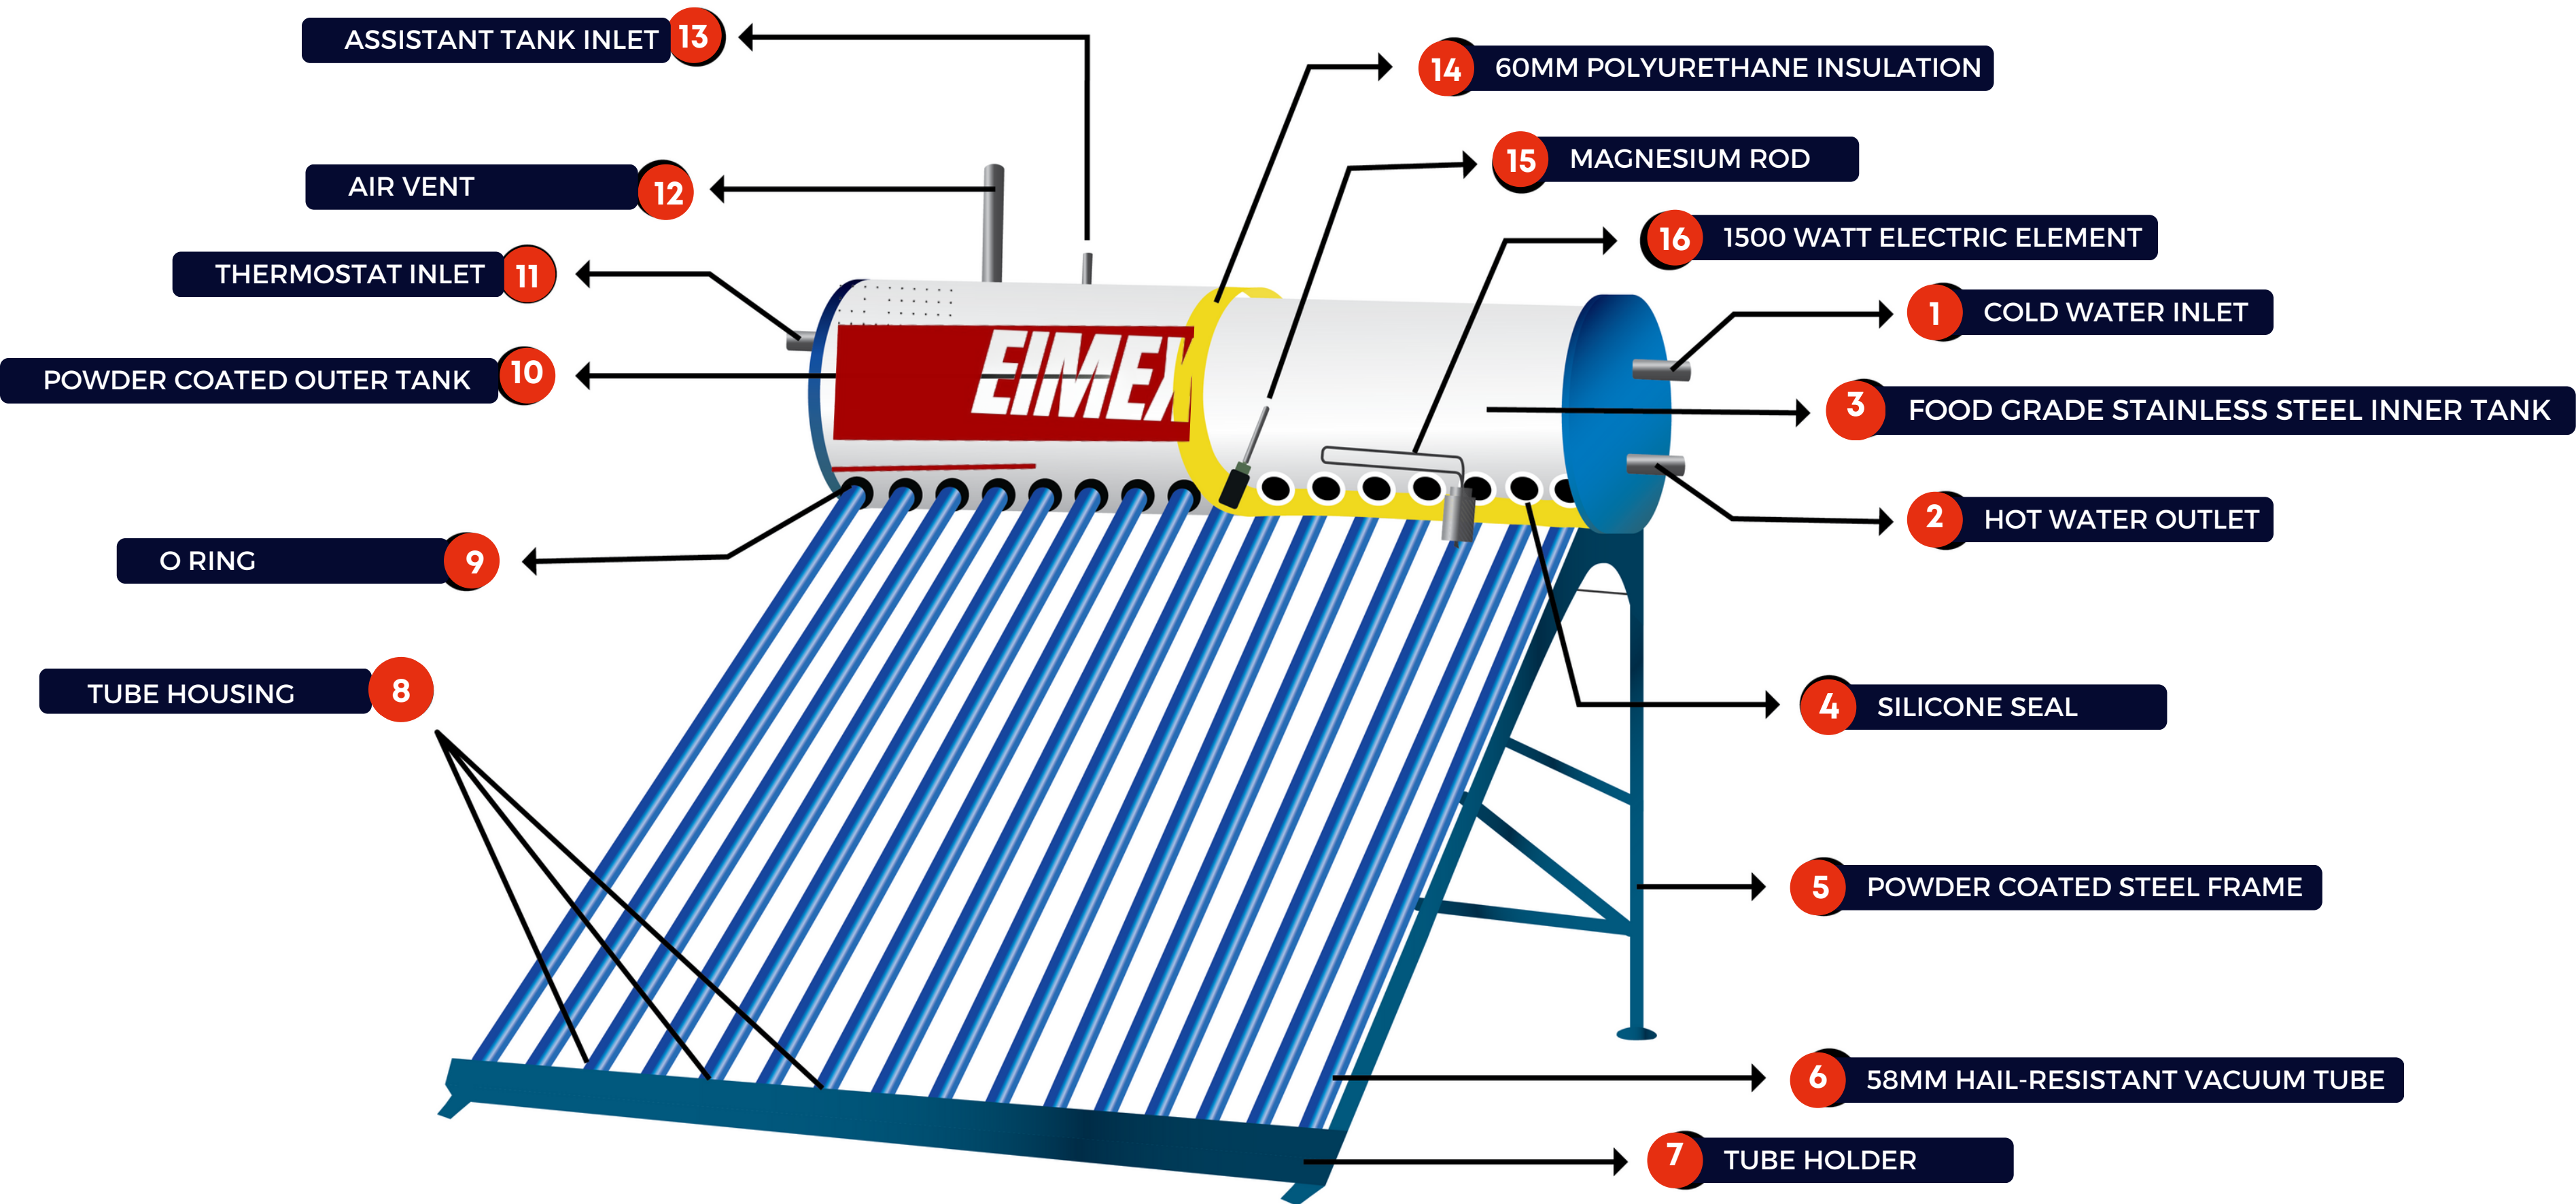 ASSISTANT TANK INLET 13
14 60MM POLYURETHANE INSULATION
AIR VENT 12
15 MAGNESIUM ROD
THERMOSTAT INLET 11
16 1500 WATT ELECTRIC ELEMENT
1 COLD WATER INLET
POWDER COATED OUTER TANK 10
EIMEX
3 FOOD GRADE STAINLESS STEEL INNER TANK
2 HOT WATER OUTLET
O RING 9
TUBE HOUSING 8
4 SILICONE SEAL
5 POWDER COATED STEEL FRAME
6 58MM HAIL-RESISTANT VACUUM TUBE
7 TUBE HOLDER